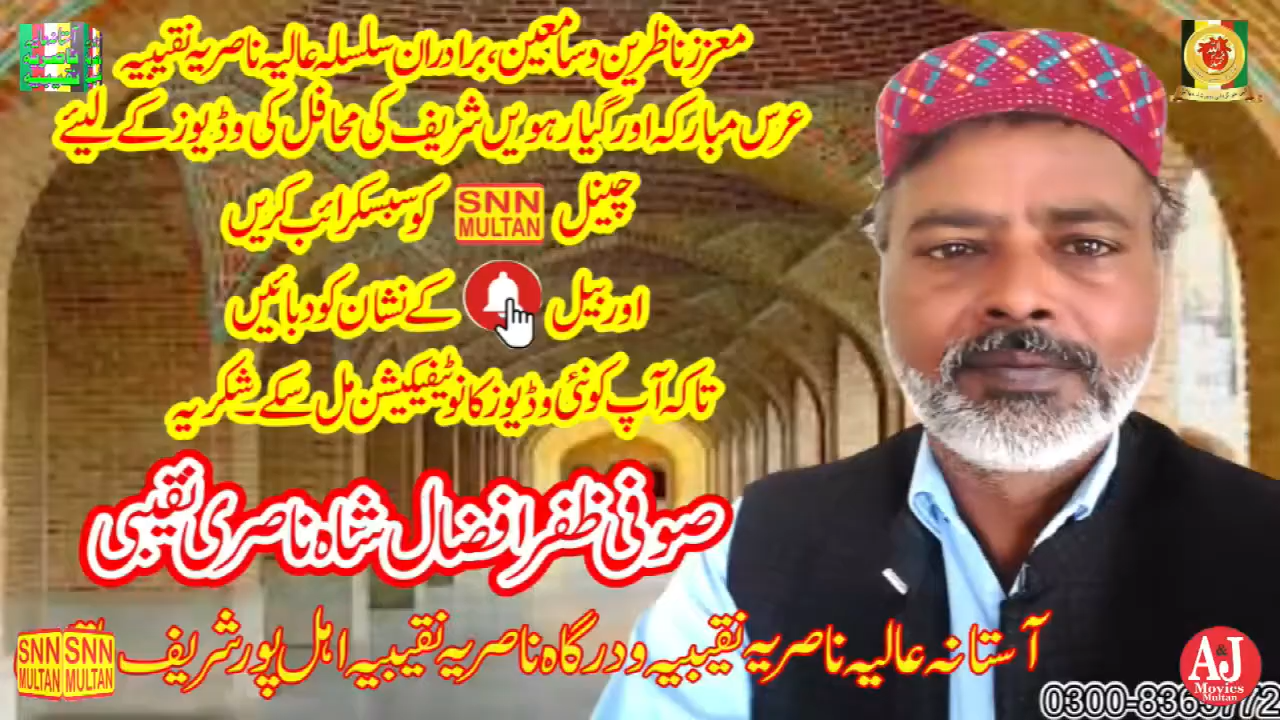 معزز ناظرین و سامعین، برادران سلسلہ عالیہ ناصریہ نقیبیہ
عرس مبارکہ اور گیارہویں شریف کی محافل کی وڈیوز کے لیئے
چینل SNN MULTAN کو سبسکرائب کریں
اور بیل کے نشان کو دبائیں
تاکہ آپ کو نئی وڈیوز کا نوٹیفیکیشن مل سکے۔شکریہ
صوفی ظفر افضال شاہ ناصری نقیبی
آستانہ عالیہ ناصریہ نقیبیہ و درگاہ ناصریہ نقیبیہ اہل پور شریف
SNN MULTAN SNN MULTAN
A&J
Movies
Multan